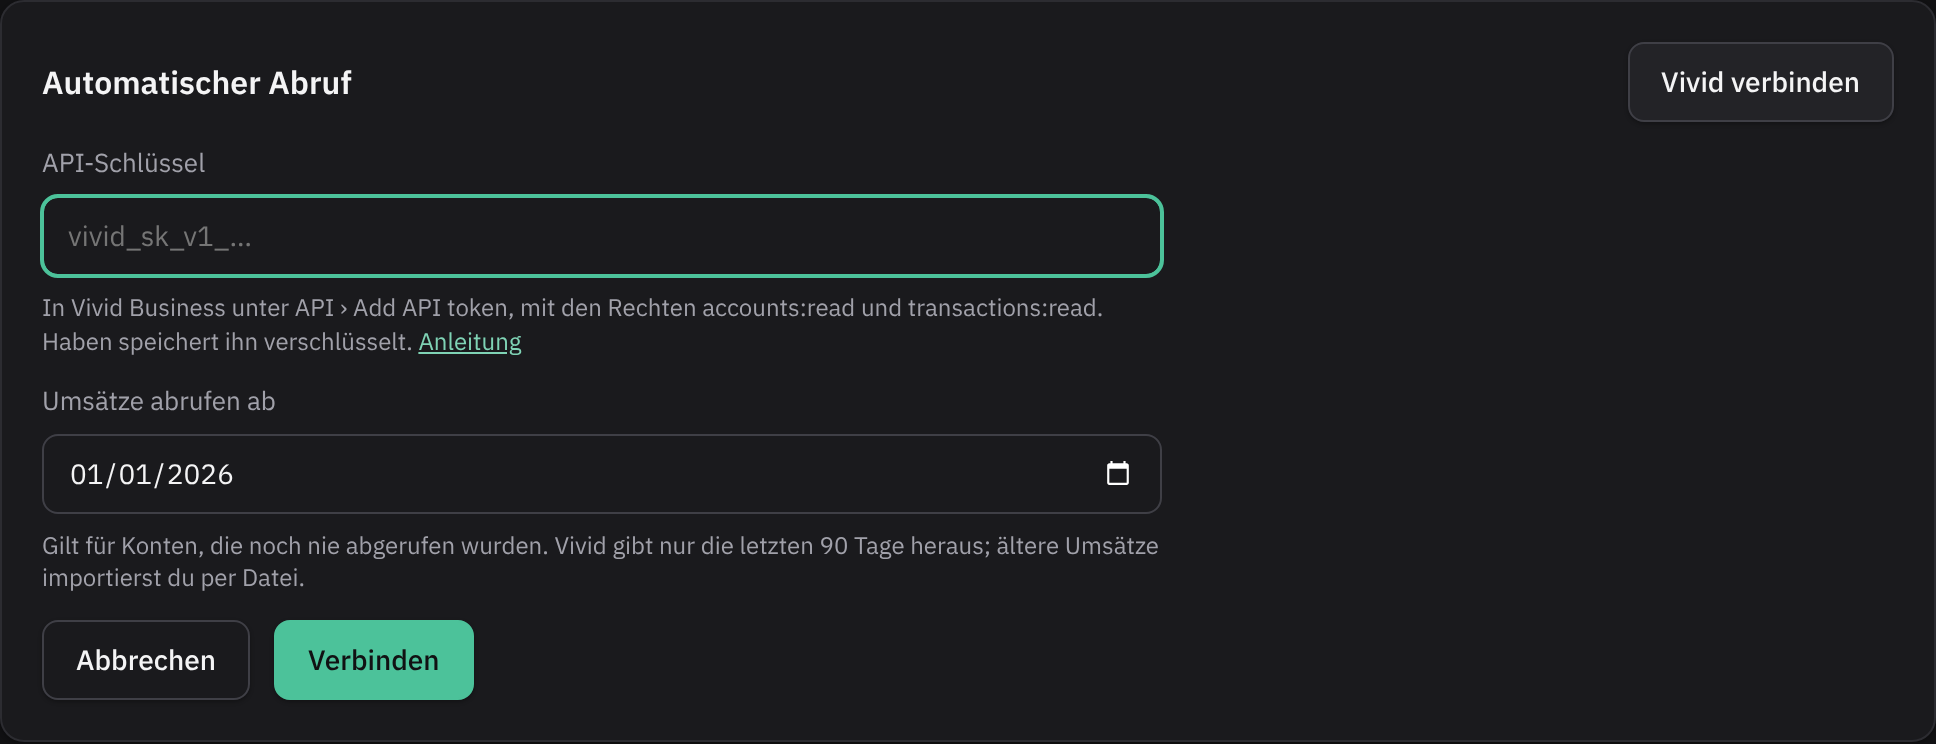 Automatischer Abruf
Vivid verbinden
API-Schlüssel
vivid_sk_v1_...
In Vivid Business unter API › Add API token, mit den Rechten accounts:read und transactions:read.
Haben speichert ihn verschlüsselt. Anleitung
Umsätze abrufen ab
01/01/2026
Gilt für Konten, die noch nie abgerufen wurden. Vivid gibt nur die letzten 90 Tage heraus; ältere Umsätze
importierst du per Datei.
Abbrechen
Verbinden